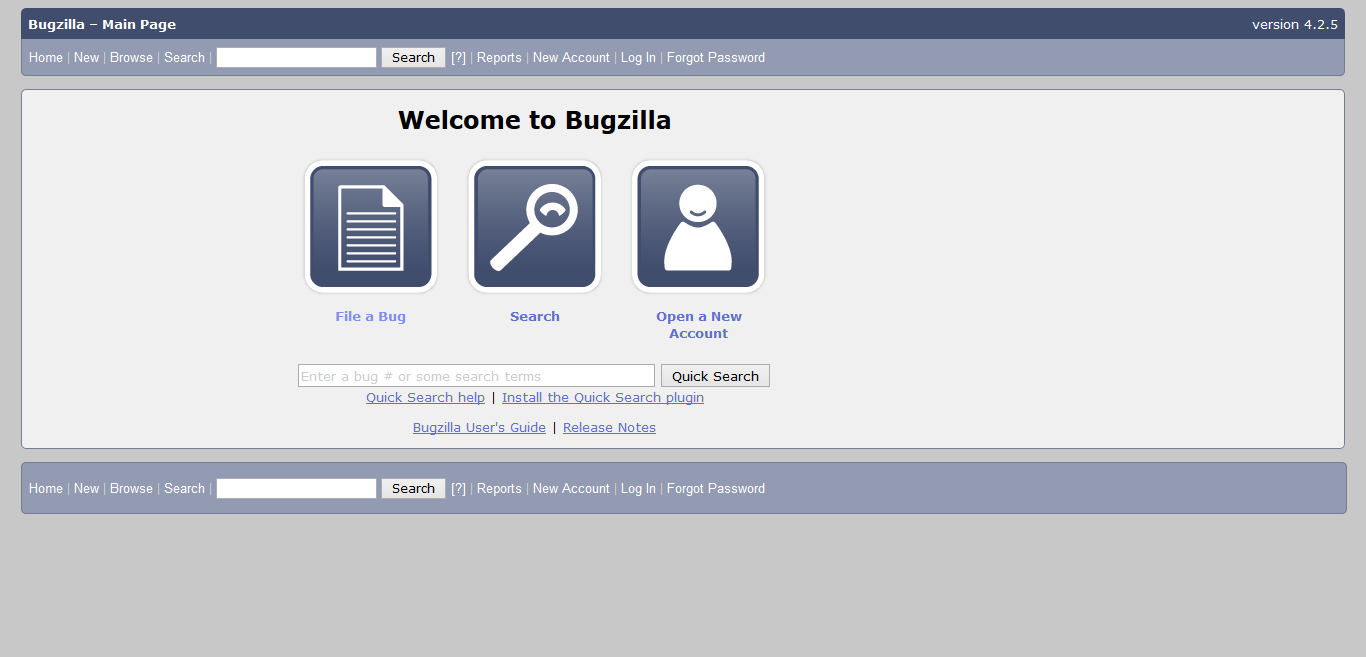 Bugzilla – Main Page version 4.2.5
Home | New | Browse | Search | Search [?] | Reports | New Account | Log In | Forgot Password
Welcome to Bugzilla
File a Bug
Search
Open a New
Account
Enter a bug # or some search terms Quick Search
Quick Search help | Install the Quick Search plugin
Bugzilla User's Guide | Release Notes
Home | New | Browse | Search | Search [?] | Reports | New Account | Log In | Forgot Password